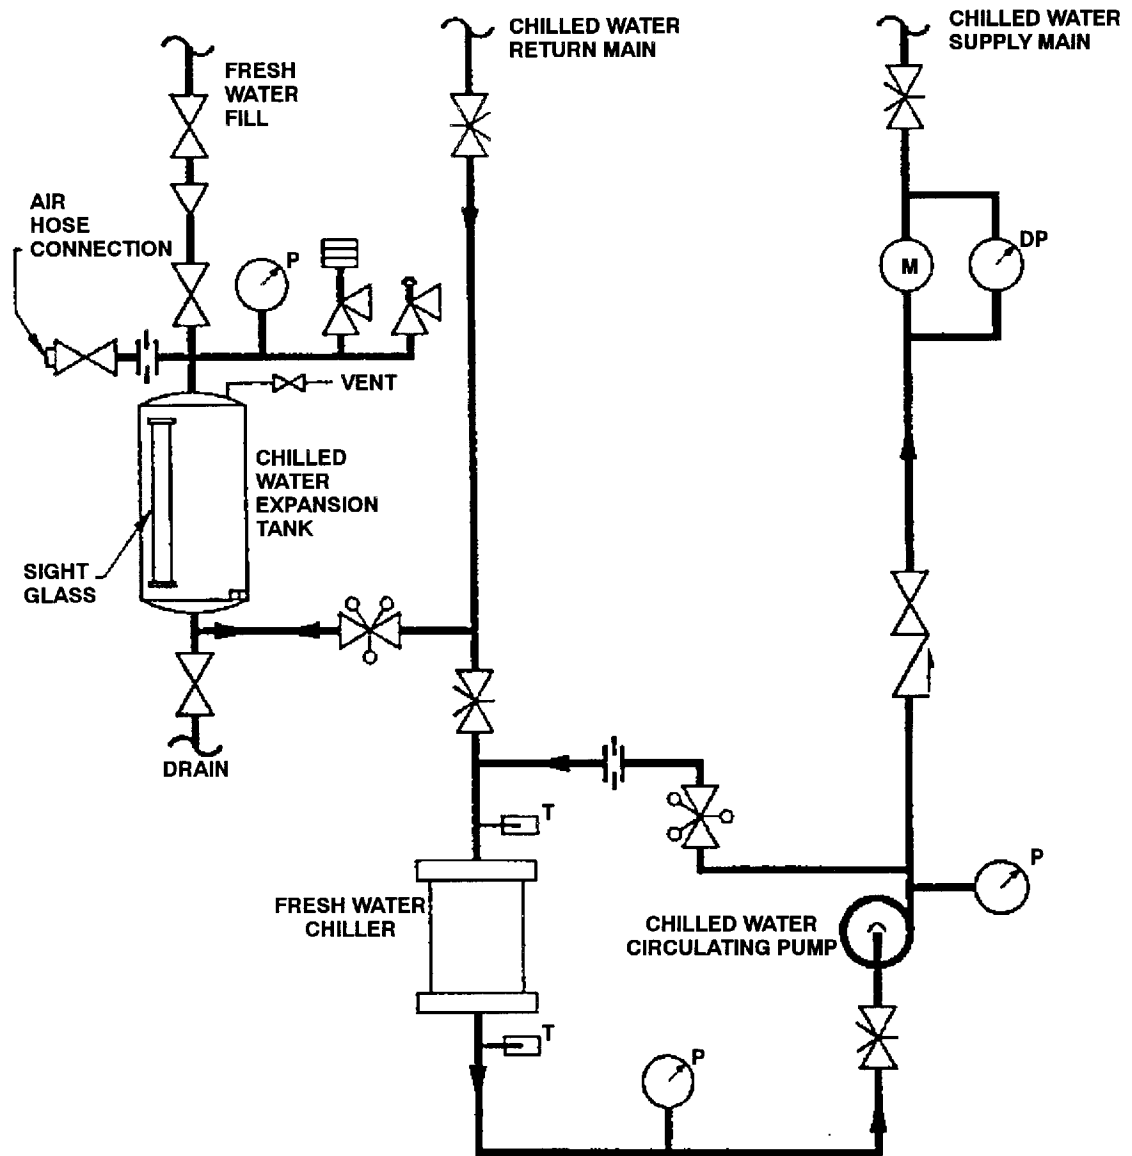 CHILLED WATER
RETURN MAIN
CHILLED WATER
SUPPLY MAIN
FRESH
WATER
FILL
AIR
HOSE
CONNECTION
P
DP
M
VENT
CHILLED
WATER
EXPANSION
TANK
SIGHT
GLASS
DRAIN
T
P
FRESH WATER
CHILLER
CHILLED WATER
CIRCULATING PUMP
T
P